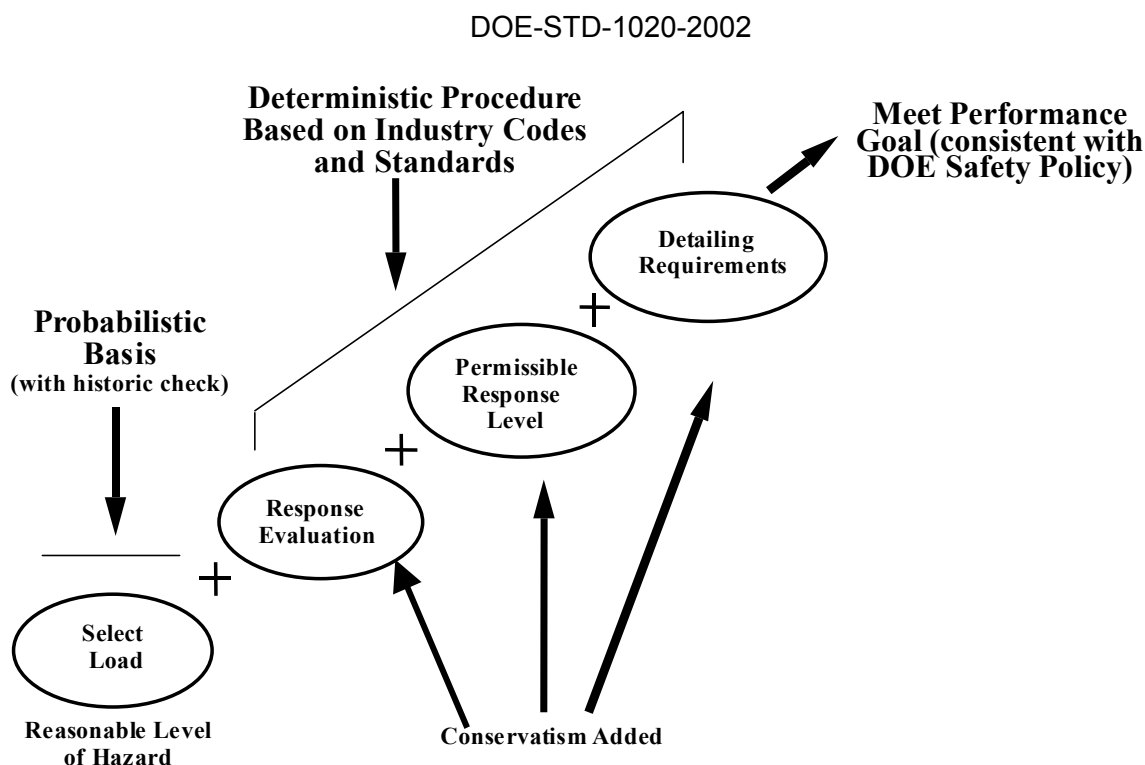 DOE-STD-1020-2002
Deterministic Procedure
Based on Industry Codes
and Standards
Meet Performance
Goal (consistent with
DOE Safety Policy)
Detailing
Requirements
+
Probabilistic
Basis
(with historic check)
Permissible
Response
Level
+
Response
Evaluation
+
Select
Load
Reasonable Level
of Hazard
Conservatism Added